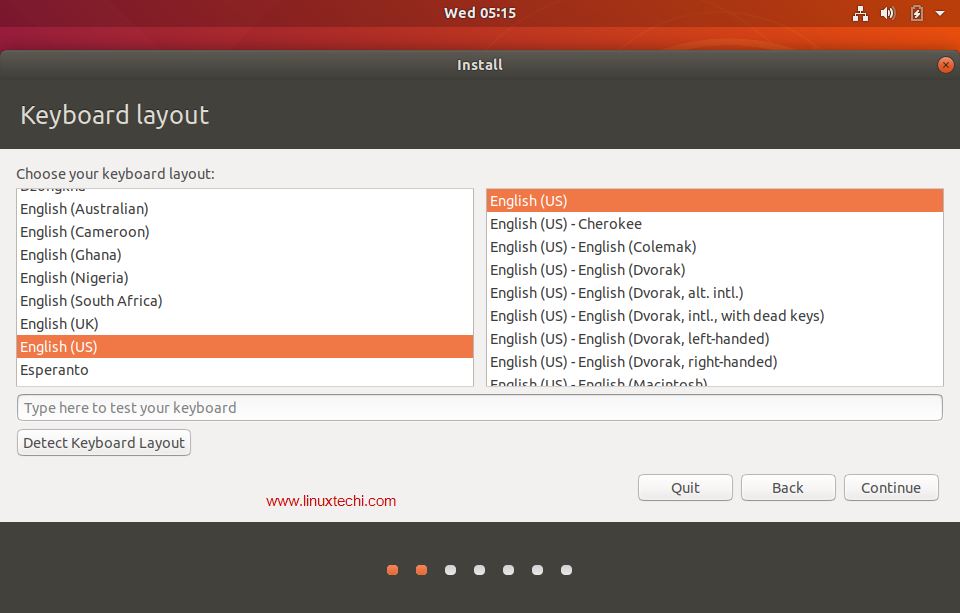 Wed 05:15
Install
Keyboard layout
Choose your keyboard layout:
Dzongkha
English (Australian)
English (Cameroon)
English (Ghana)
English (Nigeria)
English (South Africa)
English (UK)
English (US)
Esperanto
English (US)
English (US) - Cherokee
English (US) - English (Colemak)
English (US) - English (Dvorak)
English (US) - English (Dvorak, alt. intl.)
English (US) - English (Dvorak, intl., with dead keys)
English (US) - English (Dvorak, left-handed)
English (US) - English (Dvorak, right-handed)
English (US) - English (Macintosh)
Type here to test your keyboard
Detect Keyboard Layout
Quit Back Continue
www.linuxtechi.com